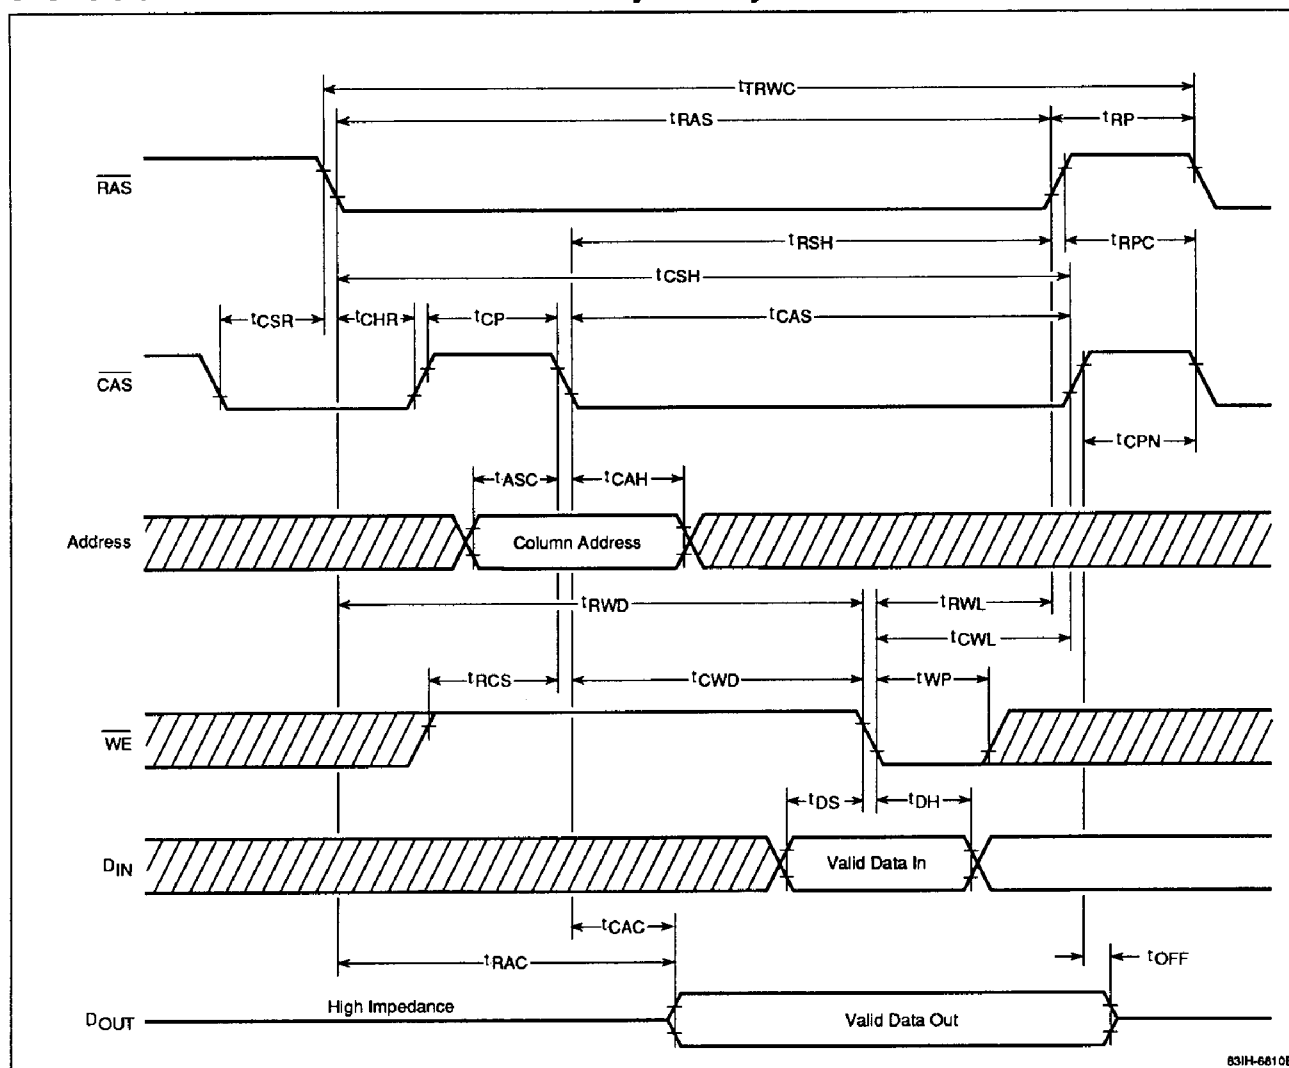 tTRWC
tRAS
tRP
RAS
tRSH
tRPC
tCSH
tCSR
tCHR
tCP
tCAS
CAS
tCPN
tASC
tCAH
Address
Column Address
tRWD
tRWL
tCWL
tRCS
tCWD
tWP
WE
tDS
tDH
DIN
Valid Data In
tCAC
tRAC
tOFF
High Impedance
DOUT
Valid Data Out
83IH-6810B